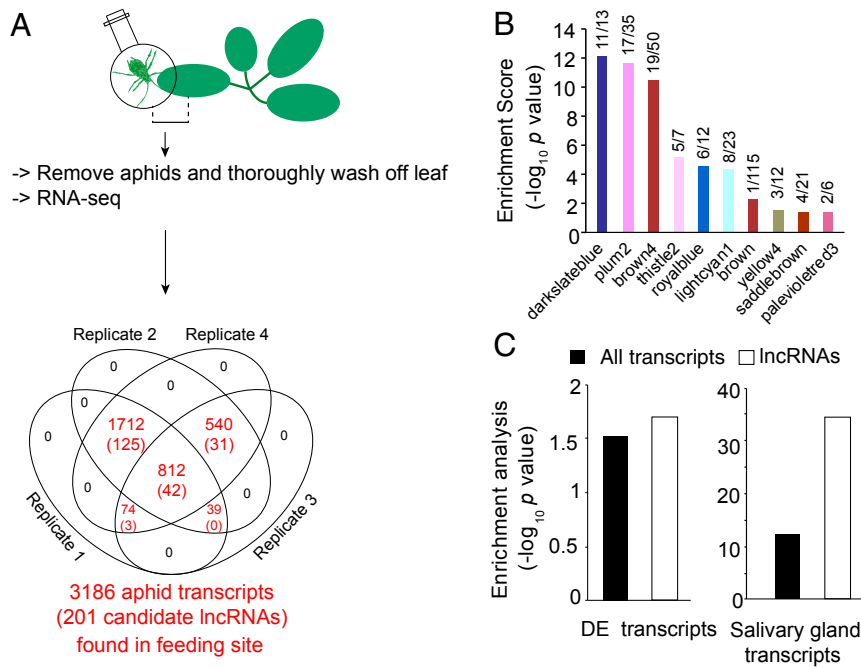 A
-> Remove aphids and thoroughly wash off leaf
-> RNA-seq
Replicate 2
Replicate 4
0
0
0
1712
(125)
540
(31)
0
0
0
812
(42)
0
0
74
(3)
39
(0)
0
Replicate 1
Replicate 3
3186 aphid transcripts
(201 candidate lncRNAs)
found in feeding site
B
Enrichment Score
(-log10 p value)
14
12
10
8
6
4
2
0
11/13
17/35
19/50
5/7
6/12
8/23
1/115
3/12
4/21
2/6
darkslateblue
plum2
brown4
thistle2
royalblue
lightcyan1
brown
yellow4
saddlebrown
palevioletred3
C
All transcripts
lncRNAs
Enrichment analysis
(-log10 p value)
2
1.5
1
0.5
0
DE transcripts
40
30
20
10
0
Salivary gland
transcripts